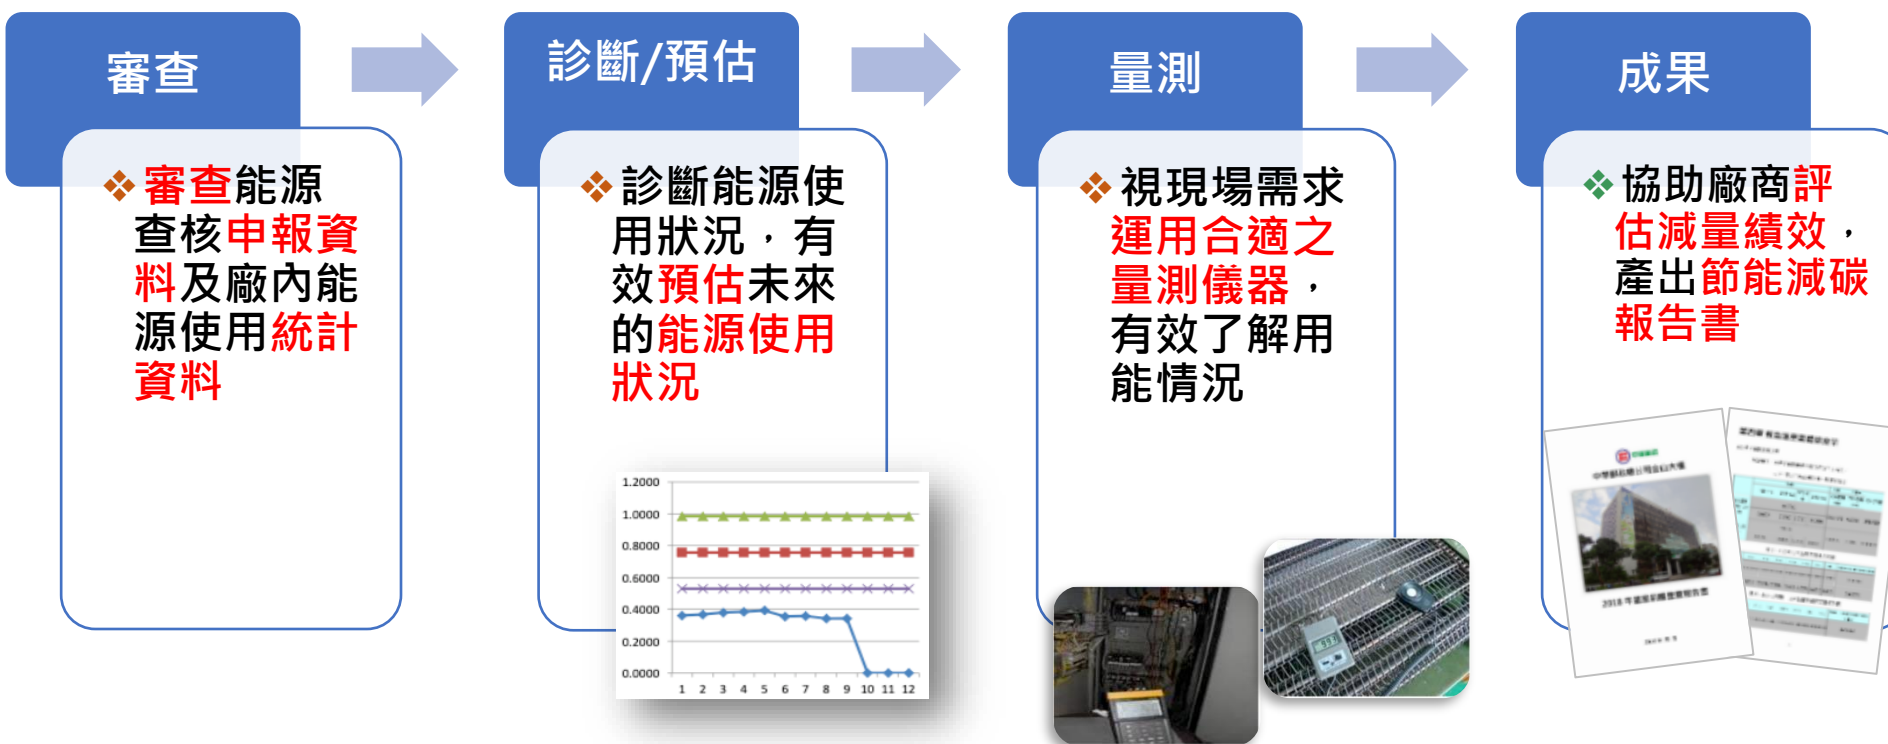 審查
❖審查能源
查核申報資
料及廠內能
源使用統計
資料
診斷/預估
❖診斷能源使
用狀況，有
效預估未來
的能源使用
狀況
1.2000
1.0000
0.8000
0.6000
0.4000
0.2000
0.0000
1 2 3 4 5 6 7 8 9 10 11 12
量測
❖視現場需求
運用合適之
量測儀器，
有效了解用
能情況
成果
❖協助廠商評
估減量績效，
產出節能減碳
報告書